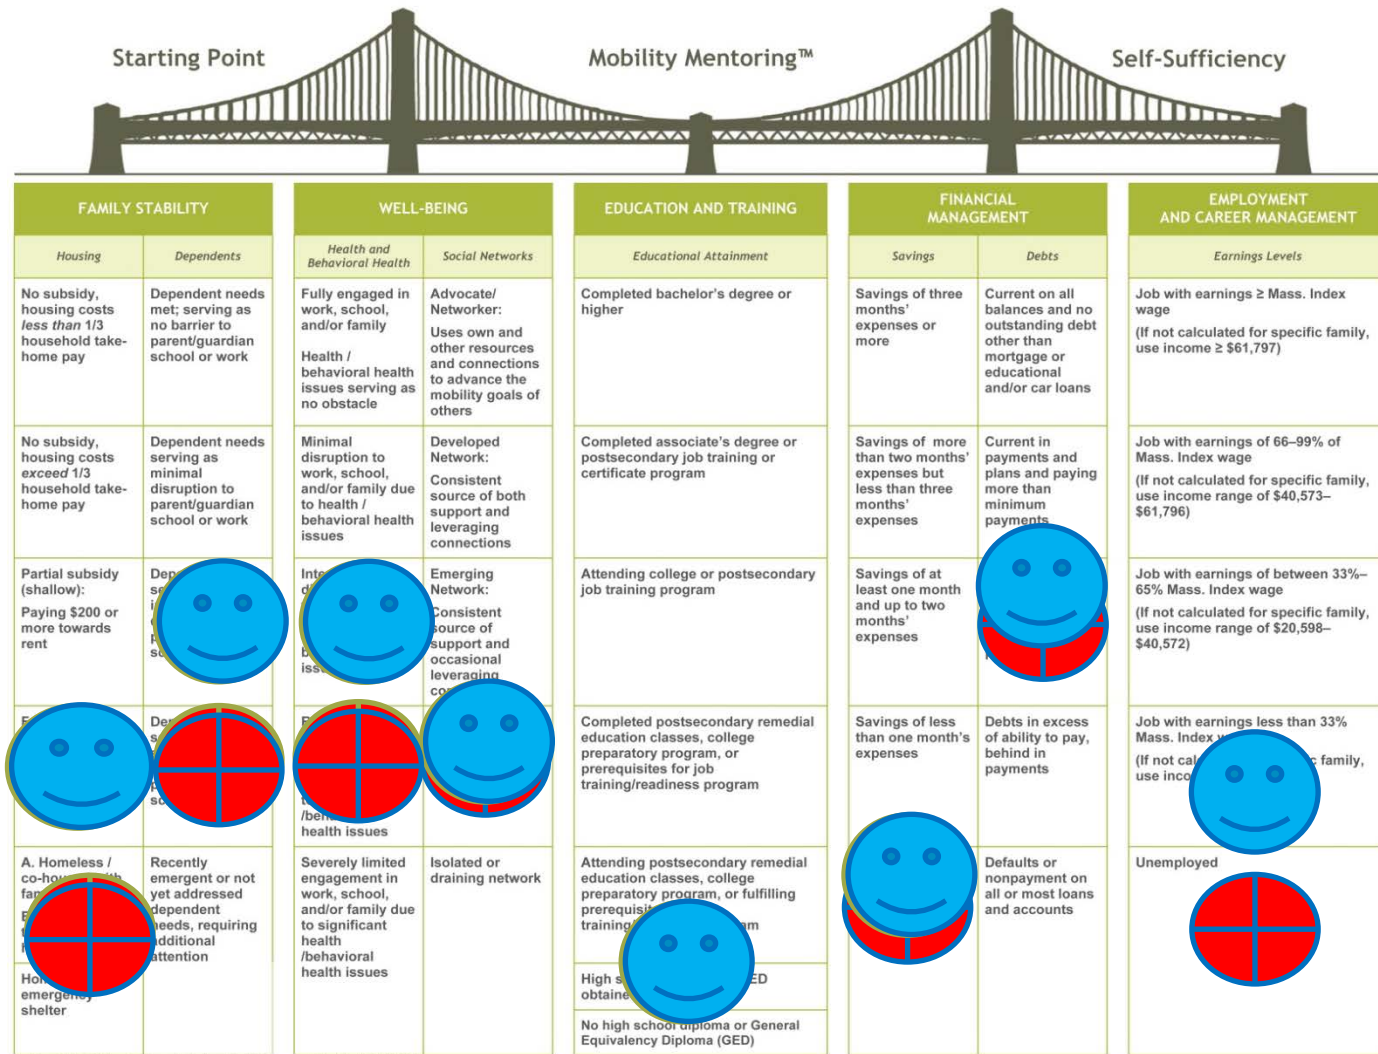 Starting Point
Mobility Mentoring™
Self-Sufficiency
FAMILY STABILITY
WELL-BEING
EDUCATION AND TRAINING
FINANCIAL
MANAGEMENT
EMPLOYMENT
AND CAREER MANAGEMENT
Housing
Dependents
Health and
Behavioral Health
Social Networks
Educational Attainment
Savings
Debts
Earnings Levels
No subsidy,
housing costs
less than 1/3
household take-
home pay
Dependent needs
met; serving as
no barrier to
parent/guardian
school or work
Fully engaged in
work, school,
and/or family
Health /
behavioral health
issues serving as
no obstacle
Advocate/
Networker:
Uses own and
other resources
and connections
to advance the
mobility goals of
others
Completed bachelor's degree or
higher
Savings of three
months'
expenses or
more
Current on all
balances and no
outstanding debt
other than
mortgage or
educational
and/or car loans
Job with earnings ≥ Mass. Index
wage
(If not calculated for specific family,
use income ≥ $61,797)
No subsidy,
housing costs
exceed 1/3
household take-
home pay
Dependent needs
serving as
minimal
disruption to
parent/guardian
school or work
Minimal
disruption to
work, school,
and/or family due
to health /
behavioral health
issues
Developed
Network:
Consistent
source of both
support and
leveraging
connections
Completed associate's degree or
postsecondary job training or
certificate program
Savings of more
than two months'
expenses but
less than three
months'
expenses
Current in
payments and
plans and paying
more than
minimum
payments
Job with earnings of 66–99% of
Mass. Index wage
(If not calculated for specific family,
use income range of $40,573–
$61,796)
Partial subsidy
(shallow):
Paying $200 or
more towards
rent
Emerging
Network:
Consistent
source of
support and
occasional
leveraging
Attending college or postsecondary
job training program
Savings of at
least one month
and up to two
months'
expenses
Job with earnings of between 33%–
65% Mass. Index wage
(If not calculated for specific family,
use income range of $20,598–
$40,572)
health issues
Completed postsecondary remedial
education classes, college
preparatory program, or
prerequisites for job
training/readiness program
Savings of less
than one month's
expenses
Debts in excess
of ability to pay,
behind in
payments
Job with earnings less than 33%
Mass. Index
(If not family,
use
A. Homeless /
emergency
shelter
Recently
emergent or not
yet addressed
dependent
needs, requiring
additional
attention
Severely limited
engagement in
work, school,
and/or family due
to significant
health
/behavioral
health issues
Isolated or
draining network
Attending postsecondary remedial
education classes, college
preparatory program, or fulfilling
High
No high school diploma or General
Equivalency Diploma (GED)
Defaults or
nonpayment on
all or most loans
and accounts
Unemployed